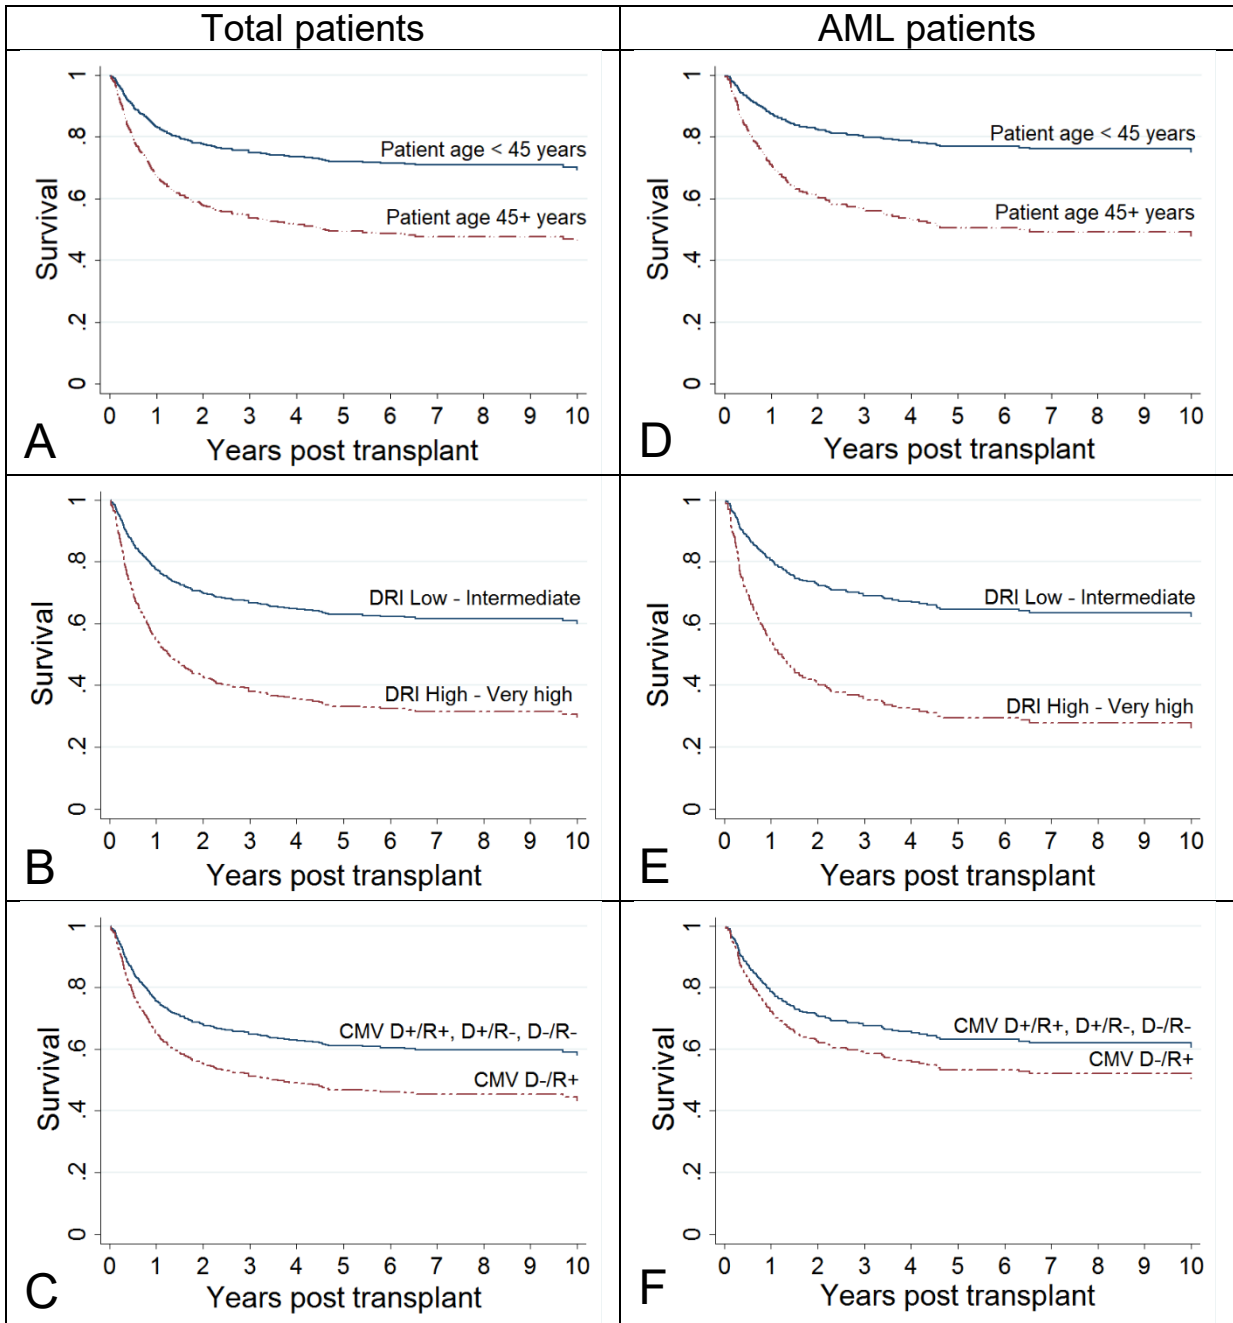 Total patients
AML patients
1
.8
.6
.4
.2
0
Survival
Patient age < 45 years
Patient age 45+ years
0 1 2 3 4 5 6 7 8 9 10
Years post transplant
A
1
.8
.6
.4
.2
0
Survival
Patient age < 45 years
Patient age 45+ years
0 1 2 3 4 5 6 7 8 9 10
Years post transplant
D
1
.8
.6
.4
.2
0
Survival
DRI Low - Intermediate
DRI High - Very high
0 1 2 3 4 5 6 7 8 9 10
Years post transplant
B
1
.8
.6
.4
.2
0
Survival
DRI Low - Intermediate
DRI High - Very high
0 1 2 3 4 5 6 7 8 9 10
Years post transplant
E
1
.8
.6
.4
.2
0
Survival
CMV D+/R+, D+/R-, D-/R-
CMV D-/R+
0 1 2 3 4 5 6 7 8 9 10
Years post transplant
C
1
.8
.6
.4
.2
0
Survival
CMV D+/R+, D+/R-, D-/R-
CMV D-/R+
0 1 2 3 4 5 6 7 8 9 10
Years post transplant
F